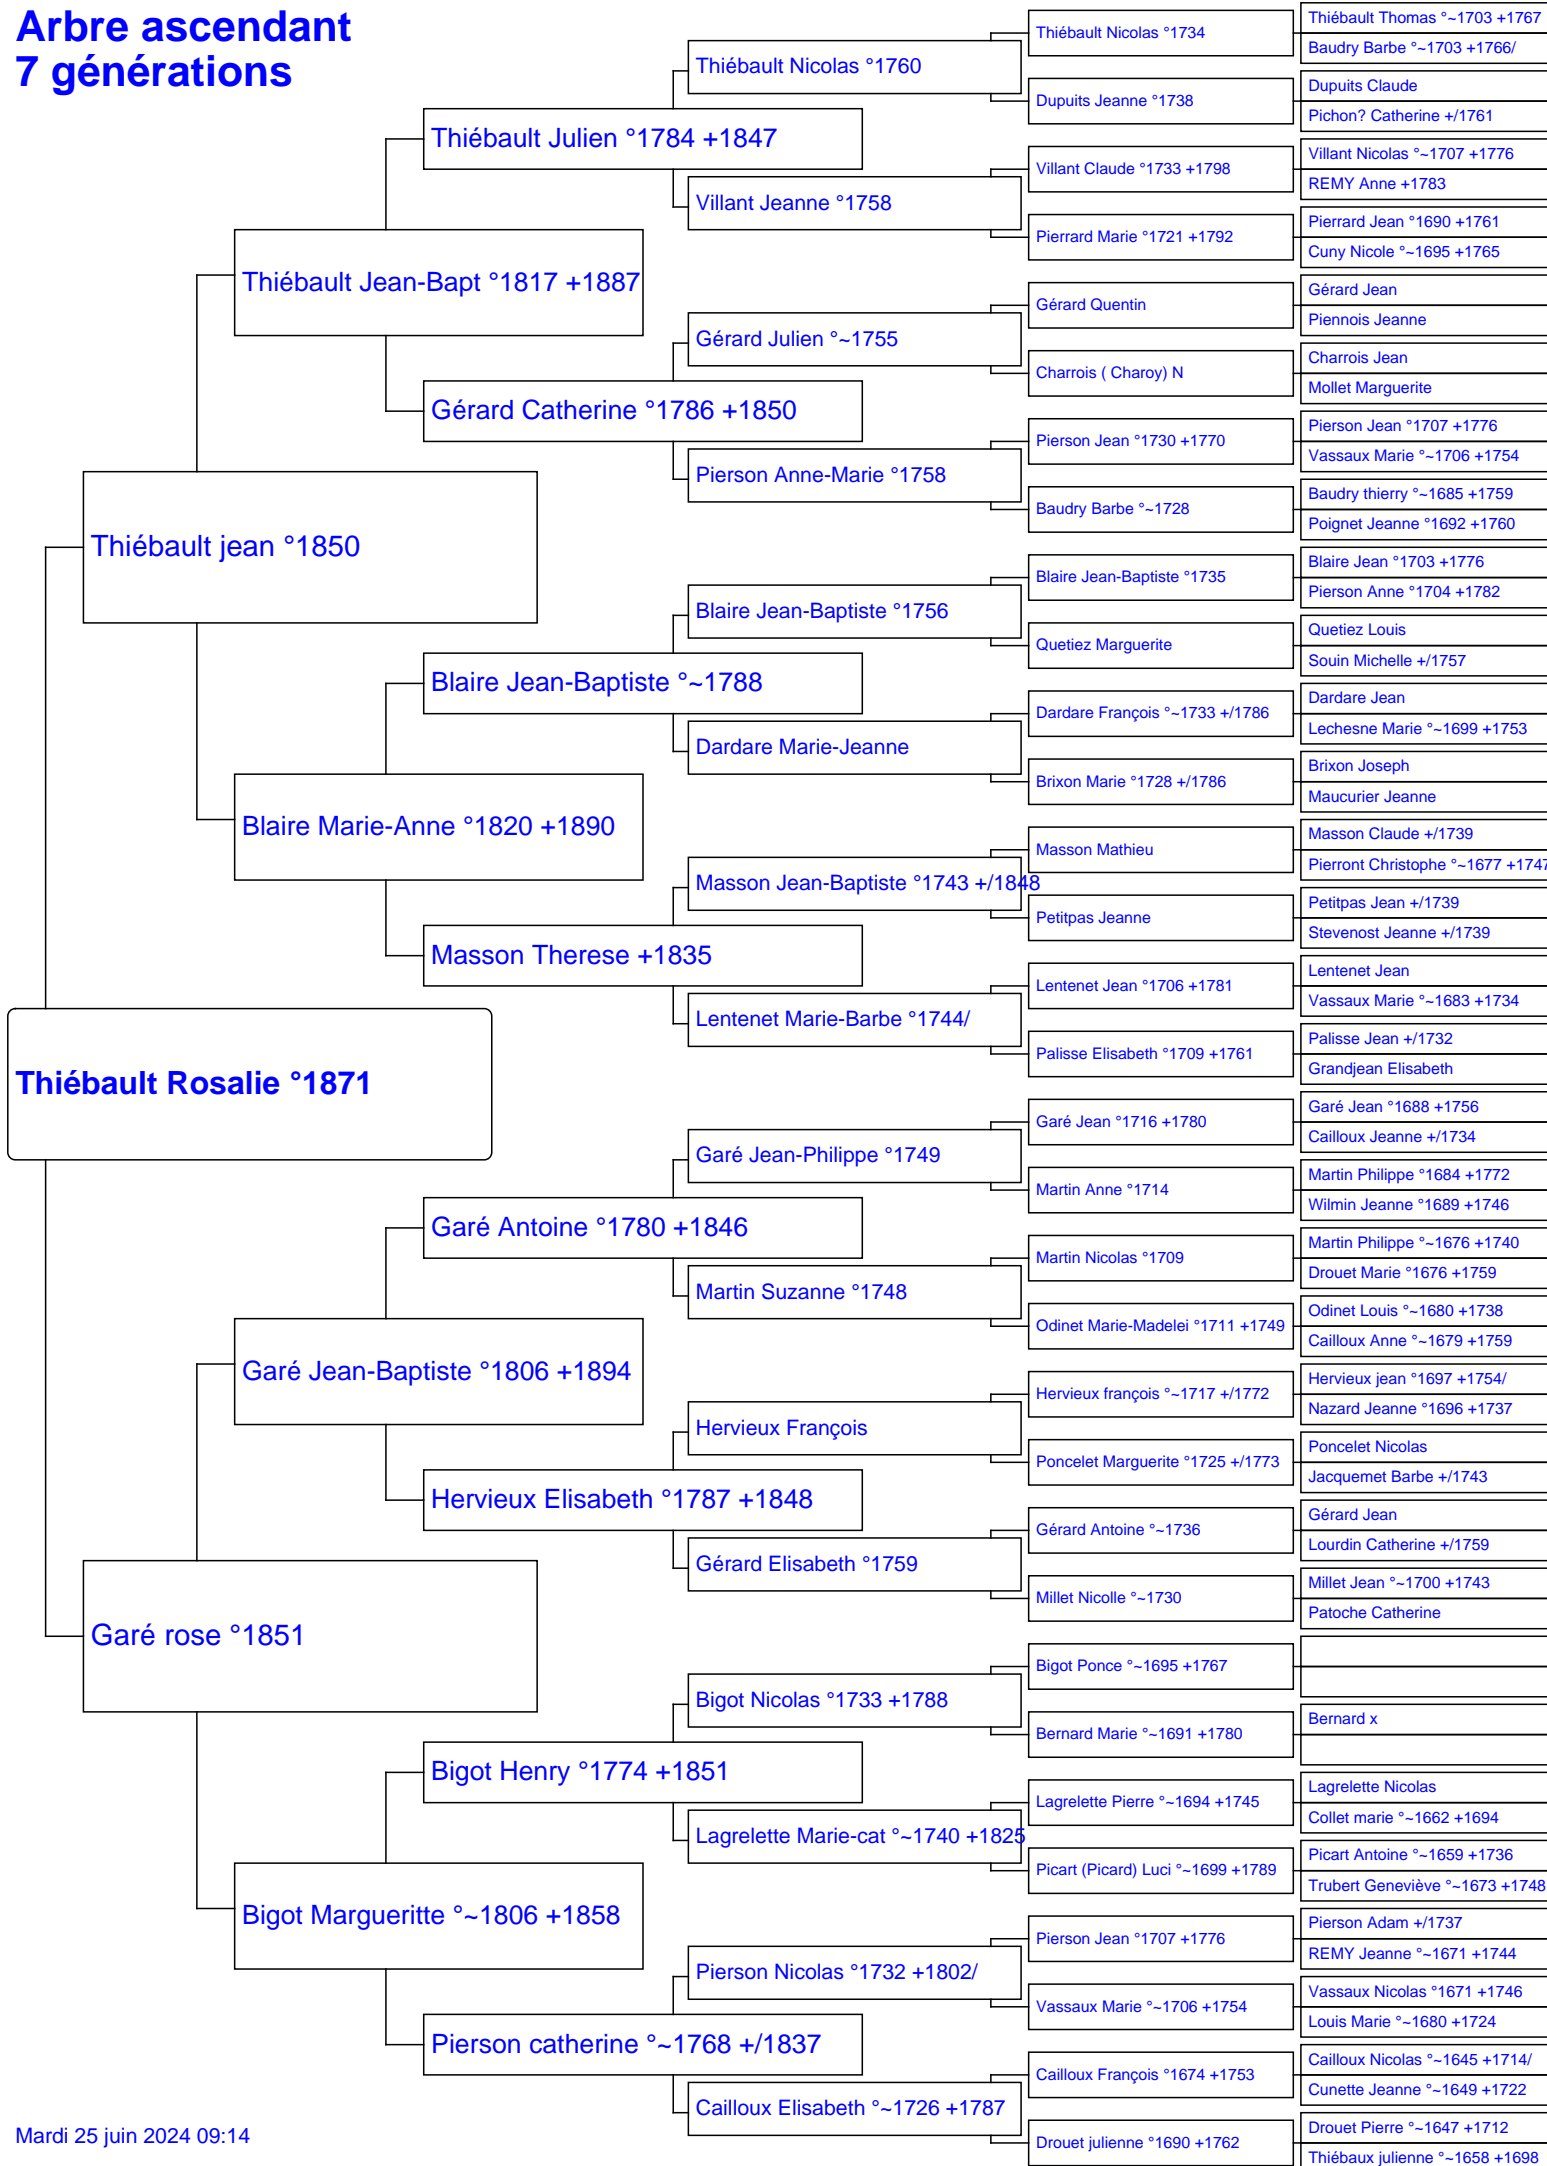 Arbre ascendant
7 générations
Thiébault Rosalie °1871
Thiébault jean °1850
Garé rose °1851
Thiébault Jean-Bapt °1817 +1887
Blaire Marie-Anne °1820 +1890
Garé Jean-Baptiste °1806 +1894
Bigot Margueritte °~1806 +1858
Thiébault Julien °1784 +1847
Gérard Catherine °1786 +1850
Blaire Jean-Baptiste °~1788
Masson Therese +1835
Garé Antoine °1780 +1846
Hervieux Elisabeth °1787 +1848
Bigot Henry °1774 +1851
Pierson catherine °~1768 +/1837
Thiébault Nicolas °1760
Villant Jeanne °1758
Gérard Julien °~1755
Pierson Anne-Marie °1758
Blaire Jean-Baptiste °1756
Dardare Marie-Jeanne
Masson Jean-Baptiste °1743 +/1848
Lentenet Marie-Barbe °1744/
Garé Jean-Philippe °1749
Martin Suzanne °1748
Hervieux François
Gérard Elisabeth °1759
Bigot Nicolas °1733 +1788
Lagrelette Marie-cat °~1740 +1825
Pierson Nicolas °1732 +1802/
Cailloux Elisabeth °~1726 +1787
Thiébault Nicolas °1734
Dupuits Jeanne °1738
Villant Claude °1733 +1798
Pierrard Marie °1721 +1792
Gérard Quentin
Charrois ( Charoy) N
Pierson Jean °1730 +1770
Baudry Barbe °~1728
Blaire Jean-Baptiste °1735
Quetiez Marguerite
Dardare François °~1733 +/1786
Brixon Marie °1728 +/1786
Masson Mathieu
Petitpas Jeanne
Lentenet Jean °1706 +1781
Palisse Elisabeth °1709 +1761
Garé Jean °1716 +1780
Martin Anne °1714
Martin Nicolas °1709
Odinet Marie-Madelei °1711 +1749
Hervieux françois °~1717 +/1772
Poncelet Marguerite °1725 +/1773
Gérard Antoine °~1736
Millet Nicolle °~1730
Bigot Ponce °~1695 +1767
Bernard Marie °~1691 +1780
Lagrelette Pierre °~1694 +1745
Picart (Picard) Luci °~1699 +1789
Pierson Jean °1707 +1776
Vassaux Marie °~1706 +1754
Cailloux François °1674 +1753
Drouet julienne °1690 +1762
Thiébault Thomas °~1703 +1767
Baudry Barbe °~1703 +1766/
Dupuits Claude
Pichon? Catherine +/1761
Villant Nicolas °~1707 +1776
REMY Anne +1783
Pierrard Jean °1690 +1761
Cuny Nicole °~1695 +1765
Gérard Jean
Piennois Jeanne
Charrois Jean
Mollet Marguerite
Pierson Jean °1707 +1776
Vassaux Marie °~1706 +1754
Baudry thierry °~1685 +1759
Poignet Jeanne °1692 +1760
Blaire Jean °1703 +1776
Pierson Anne °1704 +1782
Quetiez Louis
Souin Michelle +/1757
Dardare Jean
Lechesne Marie °~1699 +1753
Brixon Joseph
Maucurier Jeanne
Masson Claude +/1739
Pierront Christophe °~1677 +1747
Petitpas Jean +/1739
Stevenost Jeanne +/1739
Lentenet Jean
Vassaux Marie °~1683 +1734
Palisse Jean +/1732
Grandjean Elisabeth
Garé Jean °1688 +1756
Cailloux Jeanne +/1734
Martin Philippe °1684 +1772
Wilmin Jeanne °1689 +1746
Martin Philippe °~1676 +1740
Drouet Marie °1676 +1759
Odinet Louis °~1680 +1738
Cailloux Anne °~1679 +1759
Hervieux jean °1697 +1754/
Nazard Jeanne °1696 +1737
Poncelet Nicolas
Jacquemet Barbe +/1743
Gérard Jean
Lourdin Catherine +/1759
Millet Jean °~1700 +1743
Patoche Catherine
Bernard x
Lagrelette Nicolas
Collet marie °~1662 +1694
Picart Antoine °~1659 +1736
Trubert Geneviève °~1673 +1748
Pierson Adam +/1737
REMY Jeanne °~1671 +1744
Vassaux Nicolas °1671 +1746
Louis Marie °~1680 +1724
Cailloux Nicolas °~1645 +1714/
Cunette Jeanne °~1649 +1722
Drouet Pierre °~1647 +1712
Thiébaux julienne °~1658 +1698
Mardi 25 juin 2024 09:14